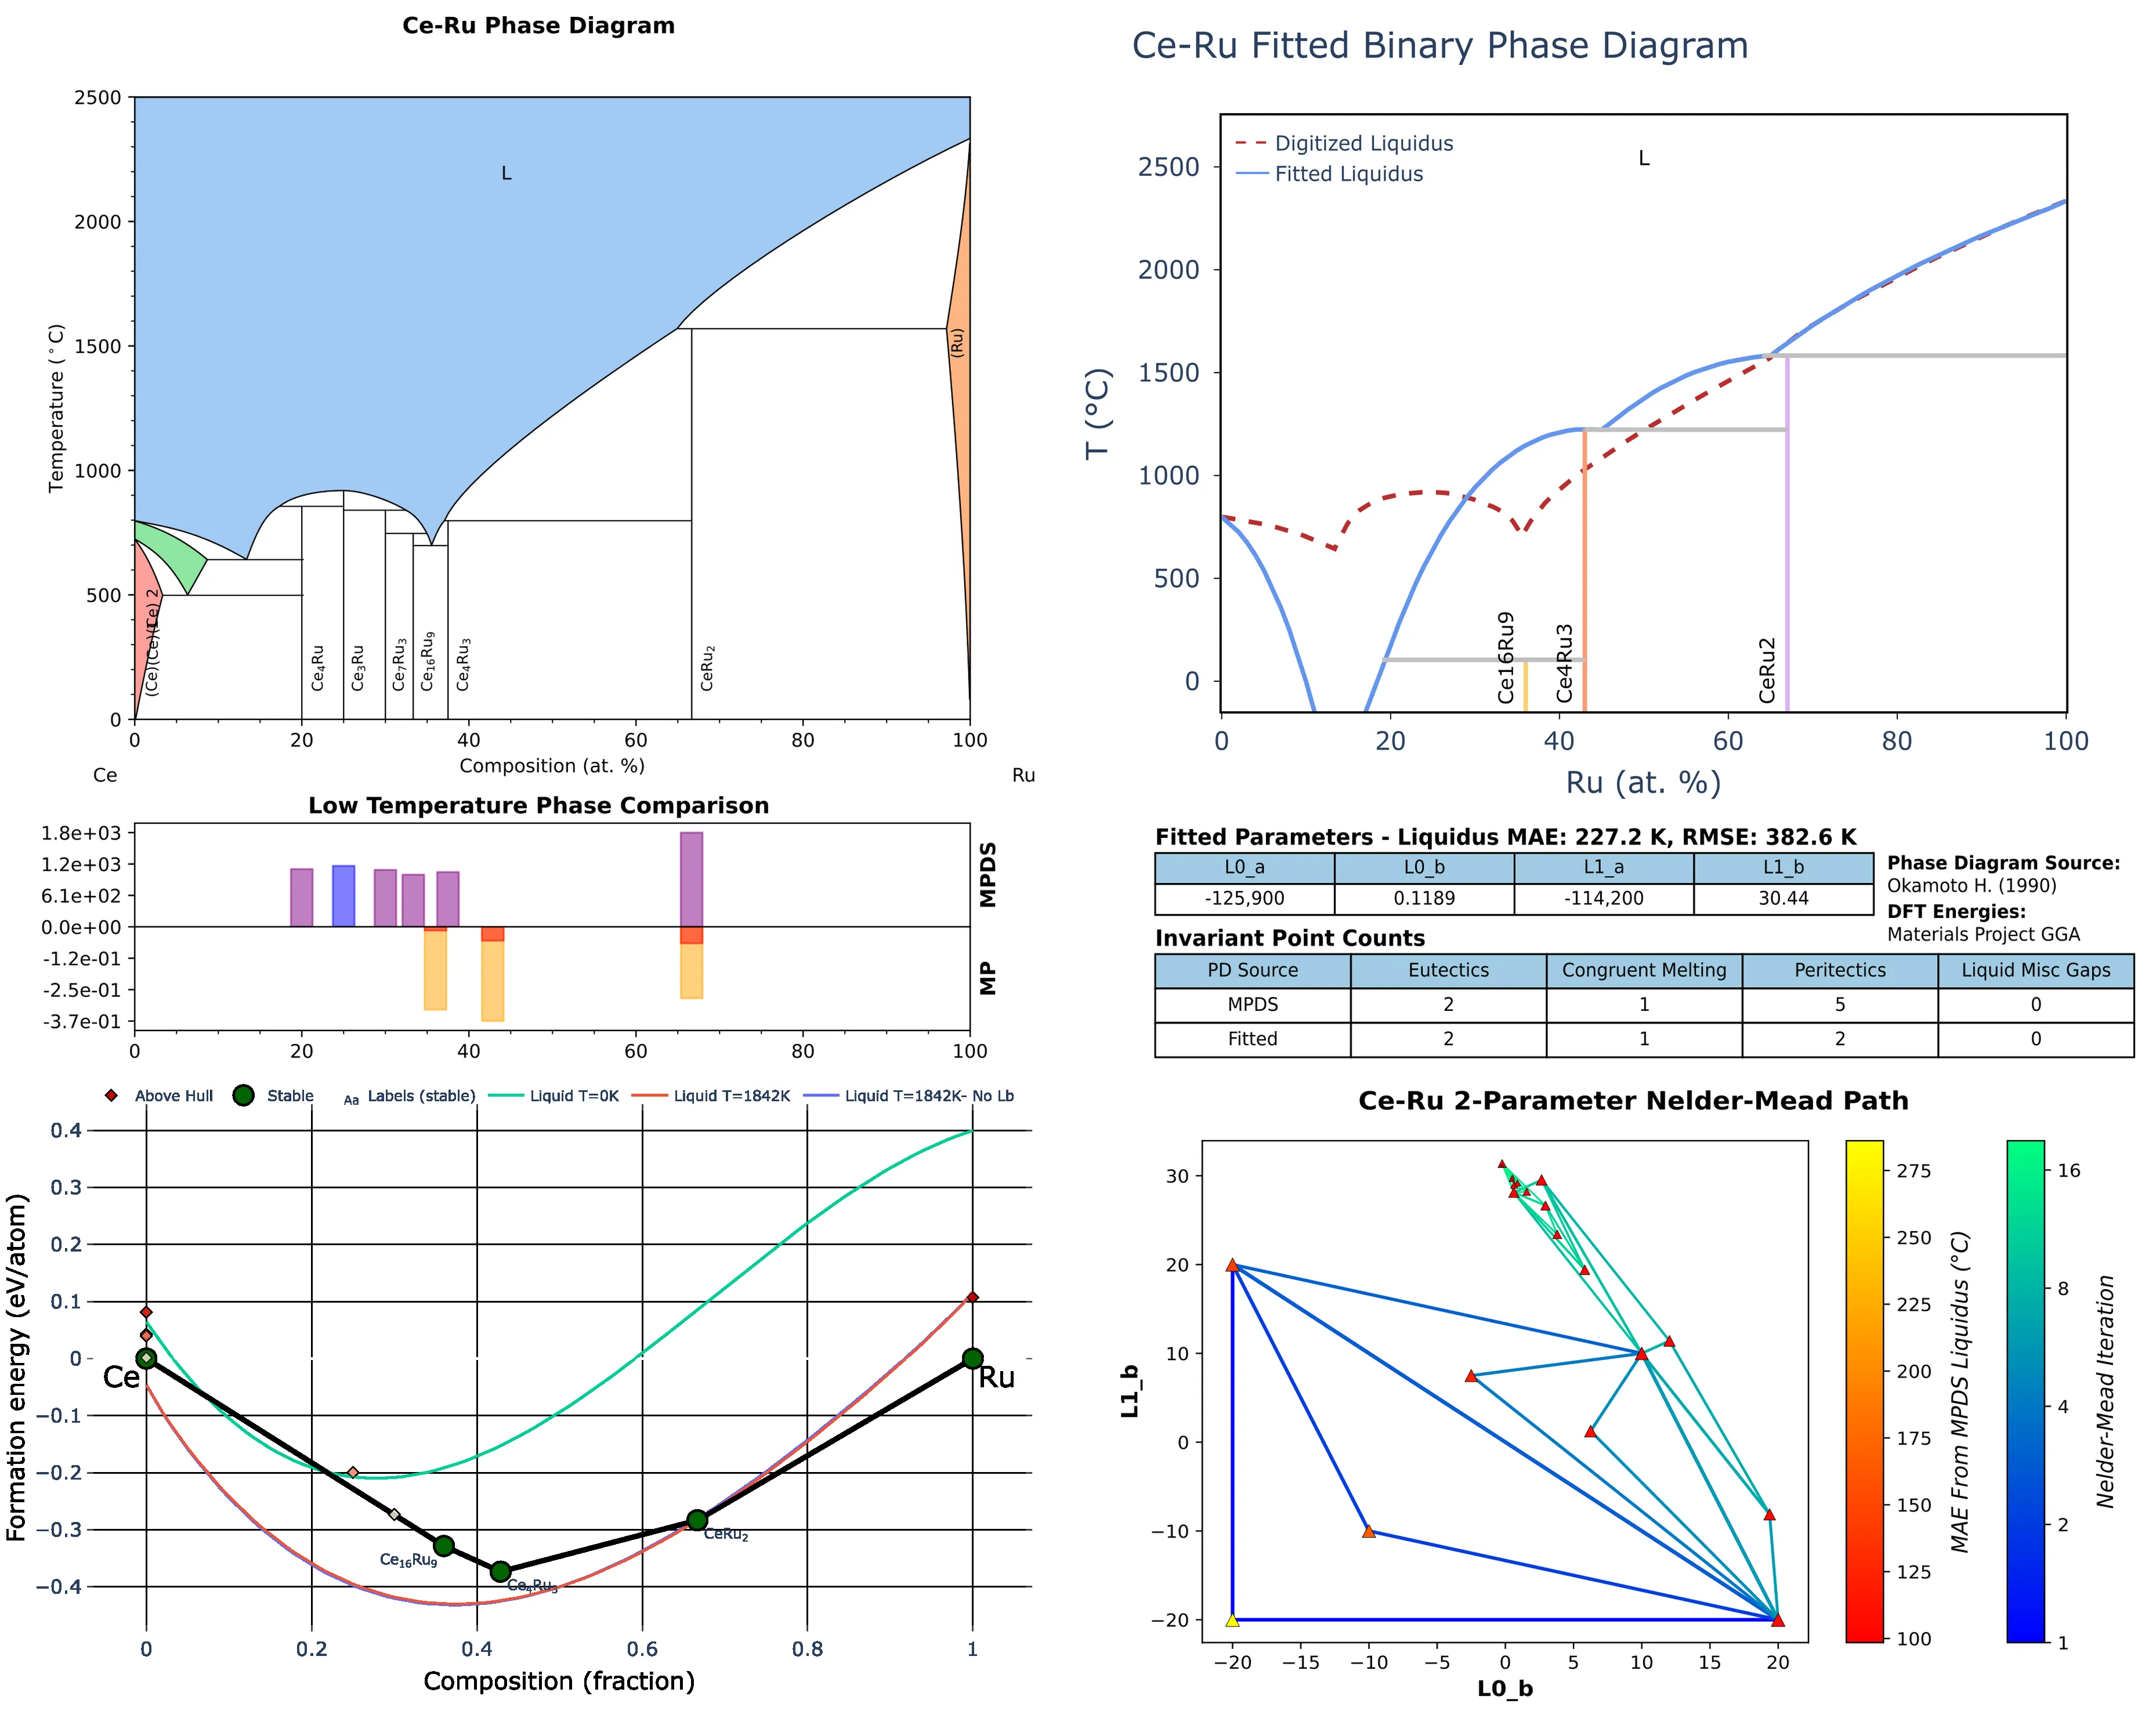 Ce-Ru Phase Diagram
2500
2000
1500
1000
500
0
Temperature (°C)
L
(Ru)
Ce₄Ru
Ce₃Ru
Ce₇Ru₃
Ce₁₆Ru₉
Ce₄Ru₃
CeRu₂
0 20 40 60 80 100
Composition (at. %)
Ce
Ru
Ce-Ru Fitted Binary Phase Diagram
Digitized Liquidus
Fitted Liquidus
L
2500
2000
1500
1000
500
0
T (°C)
Ce16Ru9
Ce4Ru3
CeRu2
0 20 40 60 80 100
Ru (at. %)
Low Temperature Phase Comparison
1.8e+03
1.2e+03
6.1e+02
0.0e+00
-1.2e-01
-2.5e-01
-3.7e-01
MPDS
MP
0 20 40 60 80 100
Fitted Parameters - Liquidus MAE: 227.2 K, RMSE: 382.6 K
L0_a L0_b L1_a L1_b
-125,900 0.1189 -114,200 30.44
Phase Diagram Source:
Okamoto H. (1990)
DFT Energies:
Materials Project GGA
Invariant Point Counts
PD Source Eutectics Congruent Melting Peritectics Liquid Misc Gaps
MPDS 2 1 5 0
Fitted 2 1 2 0
Above Hull Stable Aa Labels (stable) Liquid T=0K Liquid T=1842K Liquid T=1842K- No Lb
0.4
0.3
0.2
0.1
0
−0.1
−0.2
−0.3
−0.4
Formation energy (eV/atom)
Ce
Ru
Ce₁₆Ru₉
Ce₄Ru₃
CeRu₂
0 0.2 0.4 0.6 0.8 1
Composition (fraction)
Ce-Ru 2-Parameter Nelder-Mead Path
30
20
10
0
−10
−20
L1_b
−20 −15 −10 −5 0 5 10 15 20
L0_b
275
250
225
200
175
150
125
100
MAE From MPDS Liquidus (°C)
16
8
4
2
1
Nelder-Mead Iteration